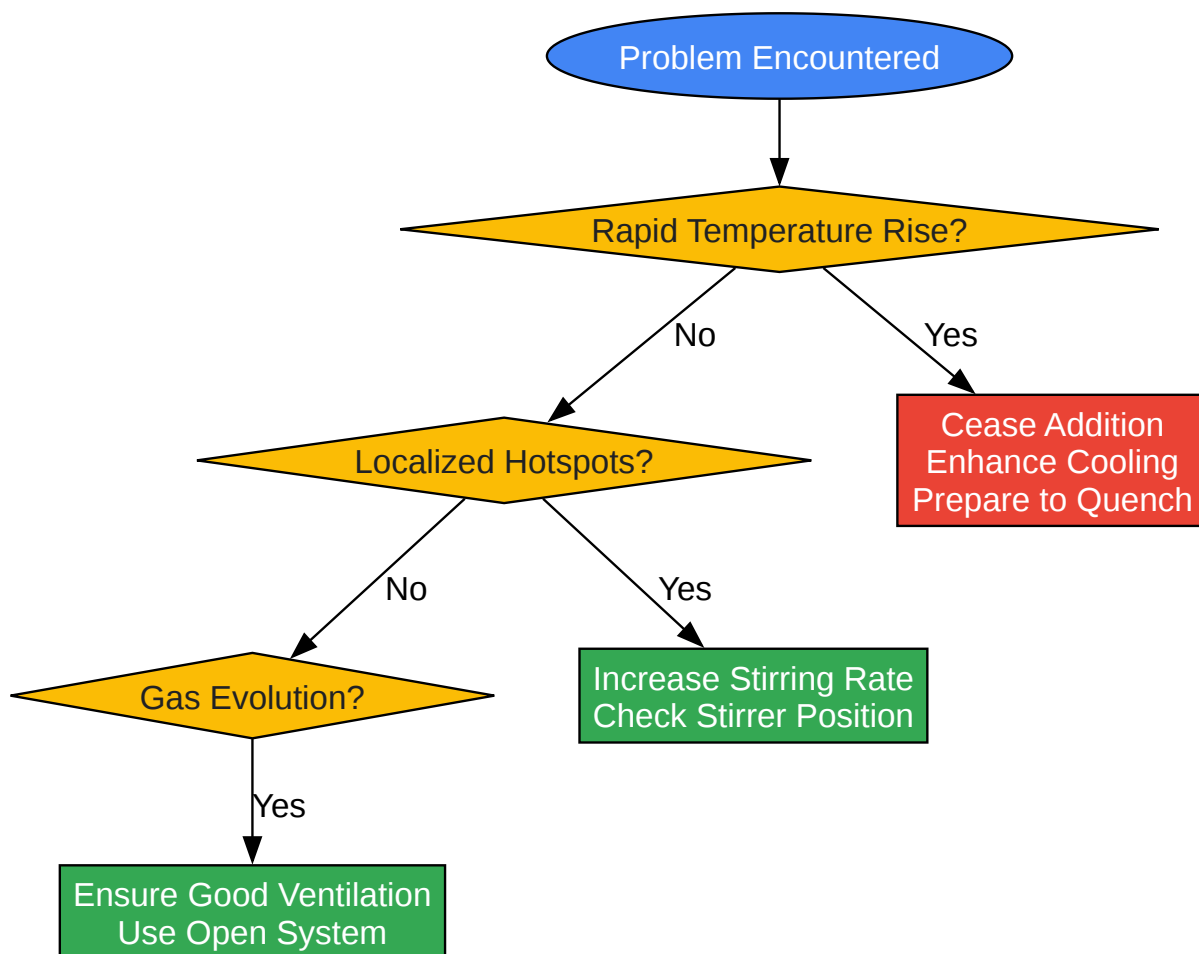 Problem Encountered
Rapid Temperature Rise?
No
Yes
Cease Addition
Enhance Cooling
Prepare to Quench
Localized Hotspots?
No
Yes
Increase Stirring Rate
Check Stirrer Position
Gas Evolution?
Yes
Ensure Good Ventilation
Use Open System